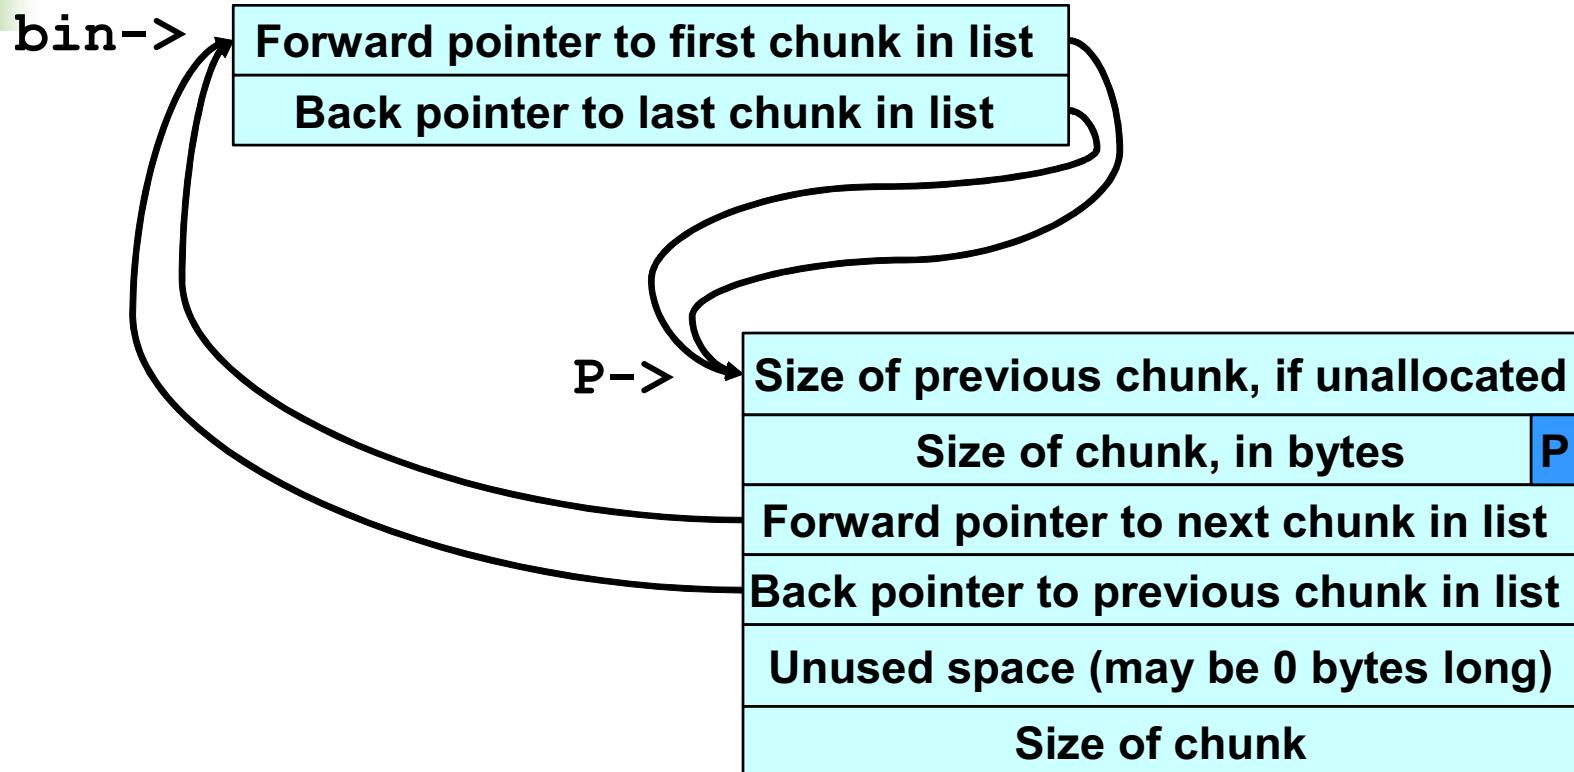 bin->
Forward pointer to first chunk in list
Back pointer to last chunk in list
P->
Size of previous chunk, if unallocated
Size of chunk, in bytes P
Forward pointer to next chunk in list
Back pointer to previous chunk in list
Unused space (may be 0 bytes long)
Size of chunk